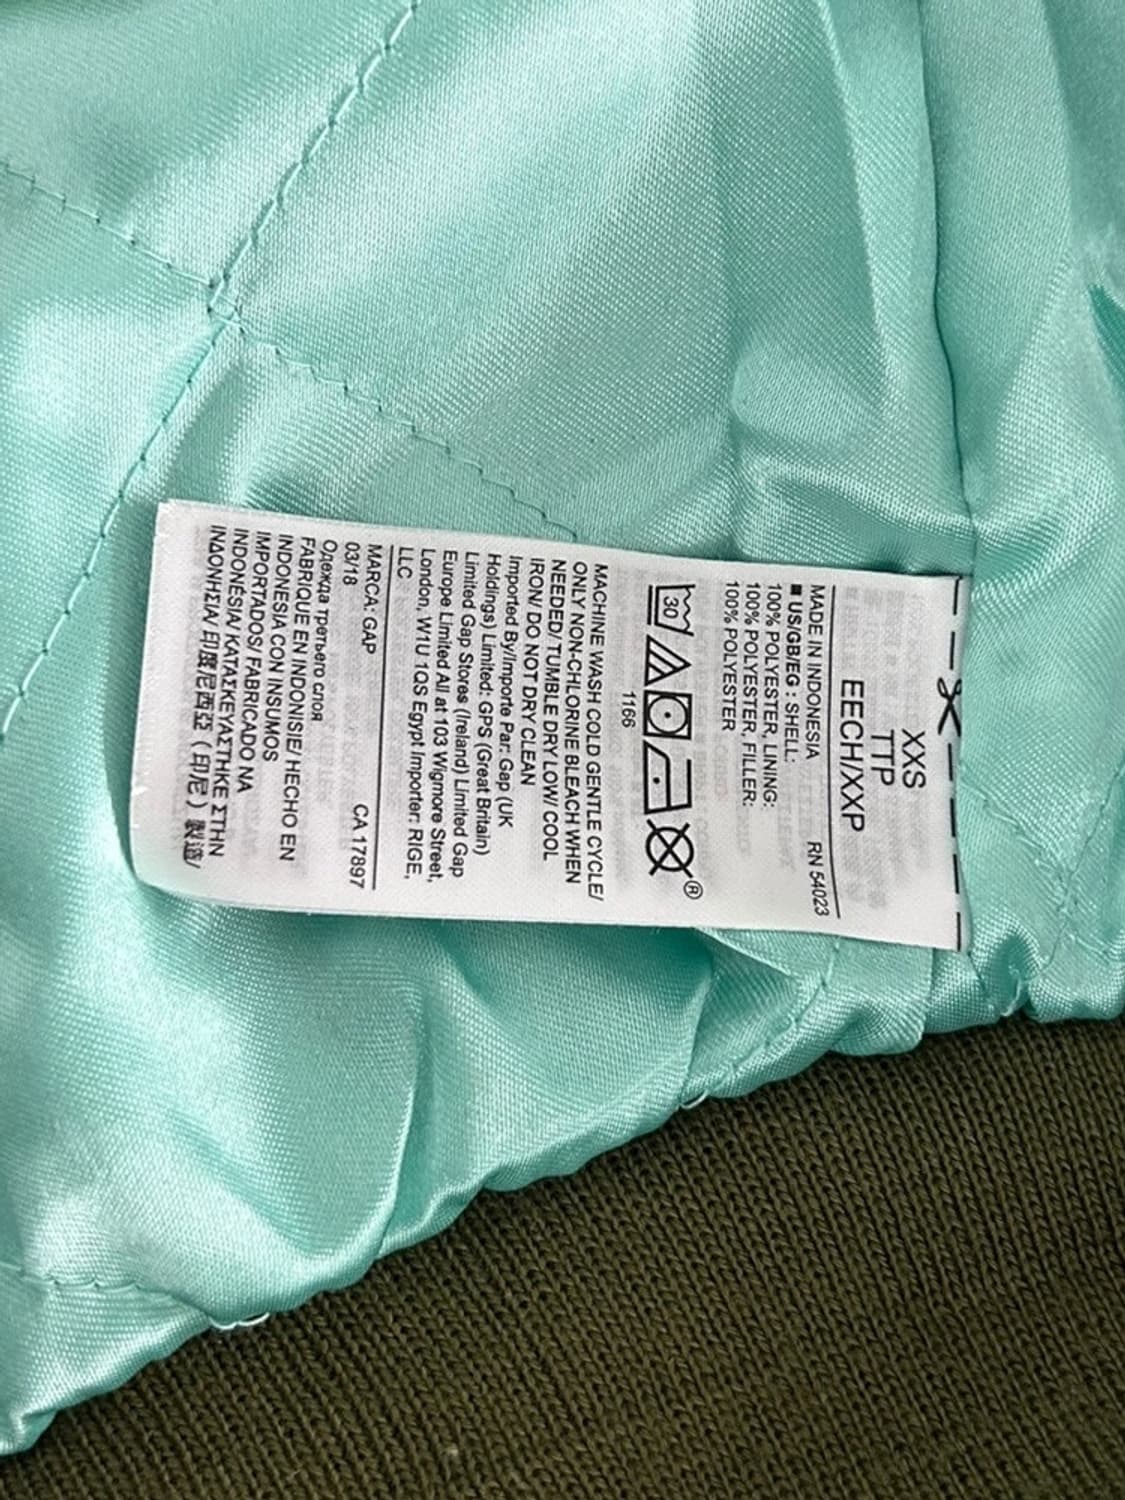 XXS
TTP
EECH/XXP
MADE IN INDONESIA RN 54023
■ US/GB/EG : SHELL:
100% POLYESTER, LINING:
100% POLYESTER, FILLER:
100% POLYESTER
30 ®
1166
MACHINE WASH COLD GENTLE CYCLE/
ONLY NON-CHLORINE BLEACH WHEN
NEEDED/ TUMBLE DRY LOW/ COOL
IRON/ DO NOT DRY CLEAN
Imported By/Importe Par: Gap (UK
Holdings) Limited: GPS (Great Britain)
Limited Gap Stores (Ireland) Limited Gap
Europe Limited All at 103 Wigmore Street,
London, W1U 1QS Egypt Importer: RIGE,
LLC
MARCA: GAP CA 17897
03/18
Одежда третьего слоя
FABRIQUÉ EN INDONISIE/ HECHO EN
INDONESIA CON INSUMOS
IMPORTADOS/ FABRICADO NA
INDONÉSIA/ ΚΑΤΑΣΚΕΥΑΣΤΗΚΕ ΣΤΗΝ
ΙΝΔΟΝΗΣΙΑ/ 印度尼西亞 (印尼) 製造/